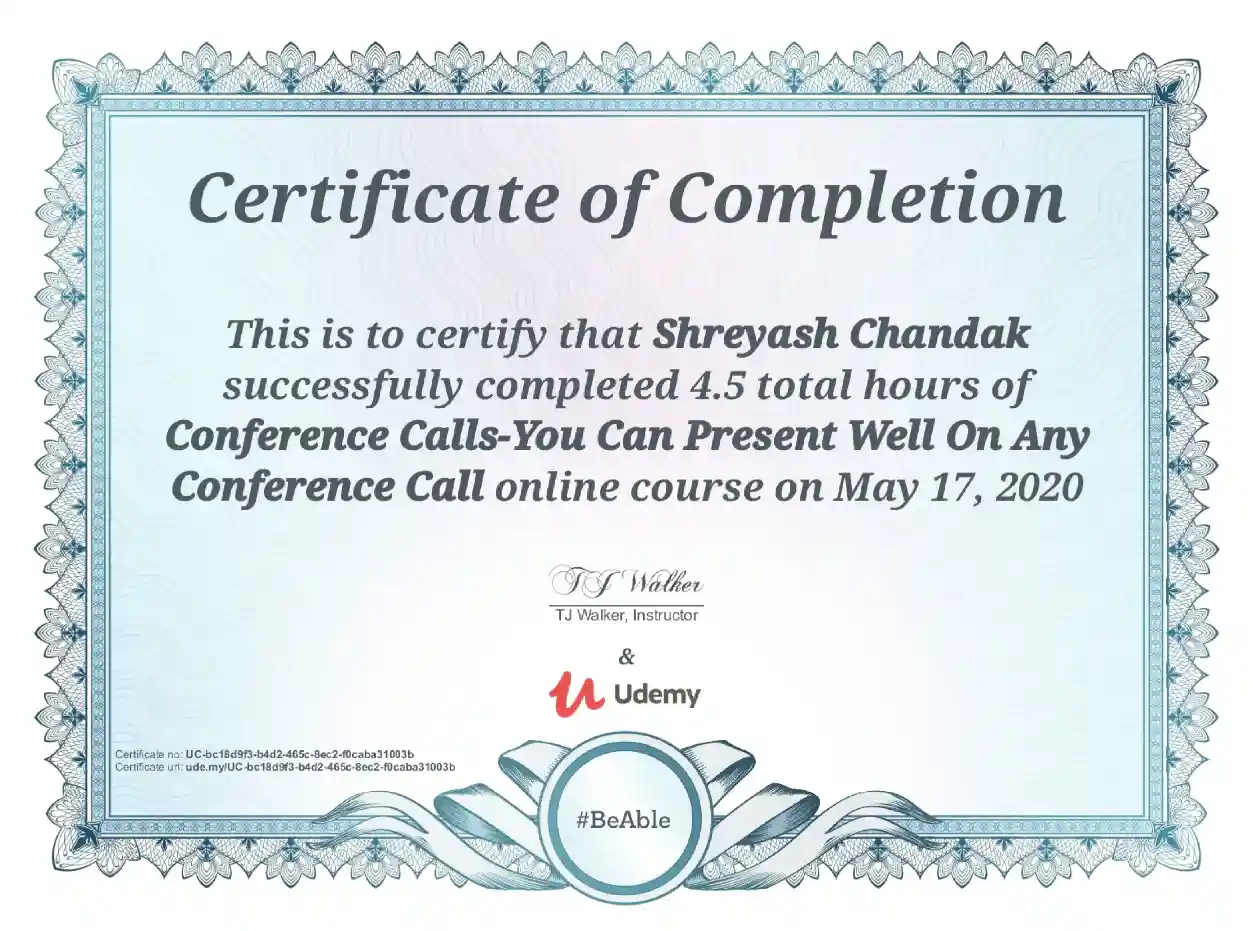 Certificate of Completion
This is to certify that Shreyash Chandak
successfully completed 4.5 total hours of
Conference Calls-You Can Present Well On Any
Conference Call online course on May 17, 2020
TJ Walker
TJ Walker, Instructor
&
Udemy
Certificate no: UC-bc18d9f3-b4d2-465c-8ec2-f0caba31003b
Certificate url: ude.my/UC-bc18d9f3-b4d2-465c-8ec2-f0caba31003b
#BeAble